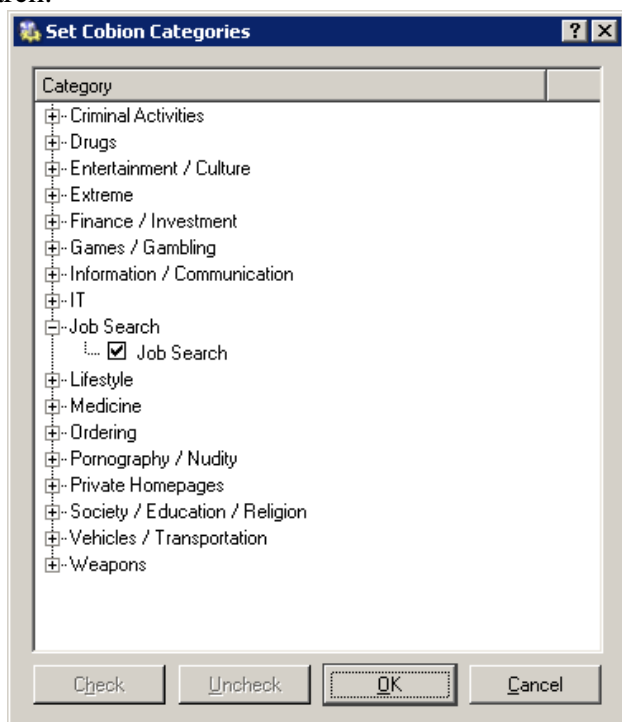 Set Cobion Categories
Category
Criminal Activities
Drugs
Entertainment / Culture
Extreme
Finance / Investment
Games / Gambling
Information / Communication
IT
Job Search
Job Search
Lifestyle
Medicine
Ordering
Pornography / Nudity
Private Homepages
Society / Education / Religion
Vehicles / Transportation
Weapons
Check Uncheck OK Cancel